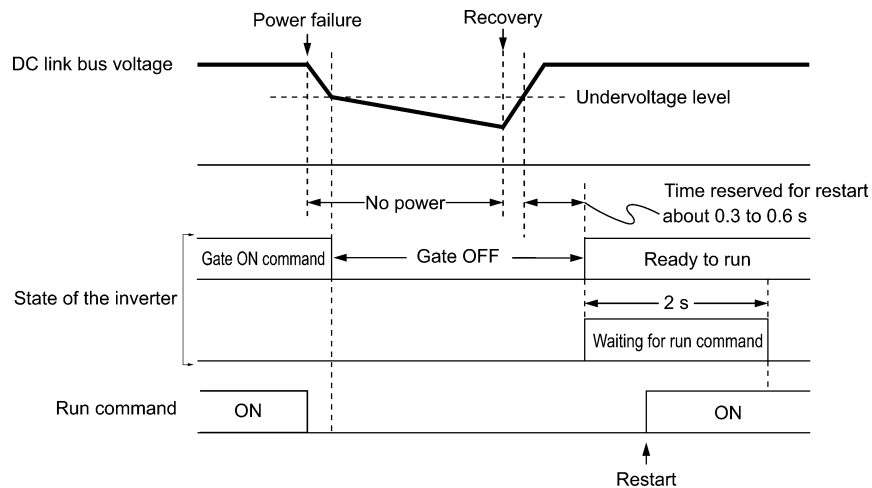 Power failure
Recovery
DC link bus voltage
Undervoltage level
No power
Time reserved for restart
about 0.3 to 0.6 s
Gate ON command
Gate OFF
Ready to run
State of the inverter
2 s
Waiting for run command
Run command
ON
ON
Restart